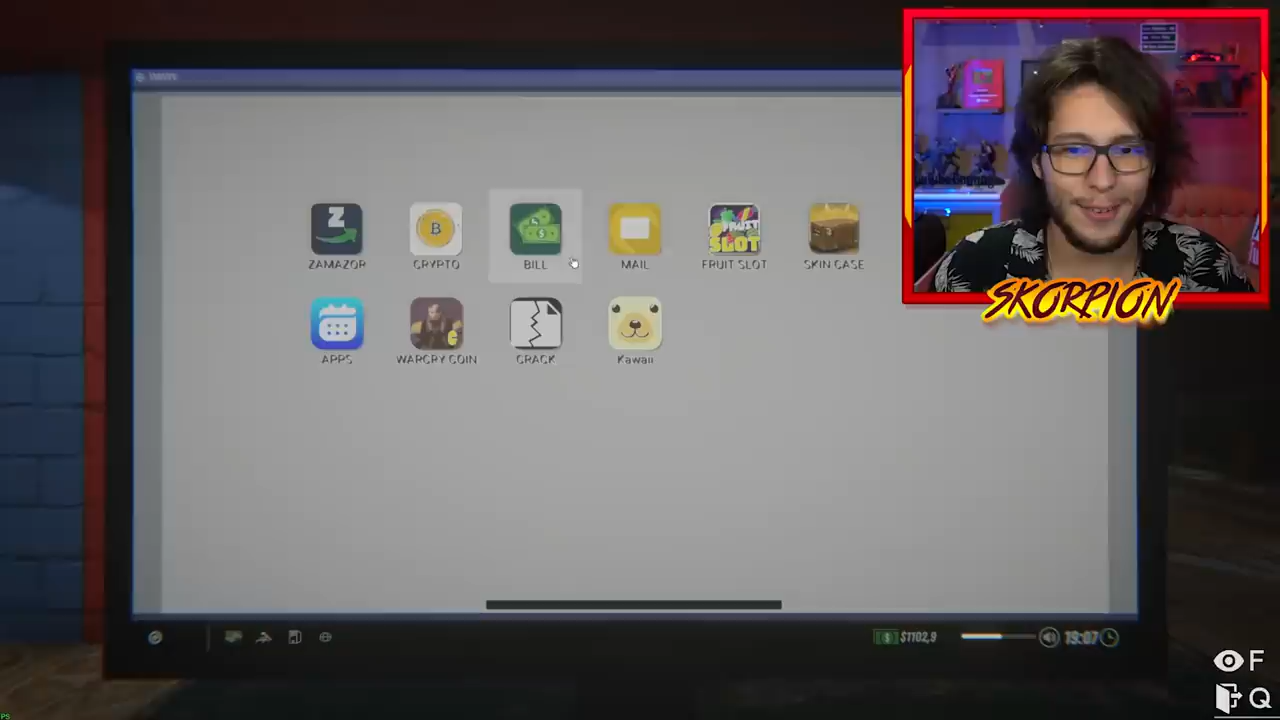 ZAMAZOR
CRYPTO
BILL
MAIL
FRUIT SLOT
SKIN CASE
APPS
WARCRY COIN
CRACK
Kawaii
SKORPION
$1102,9
19:07
F
Q